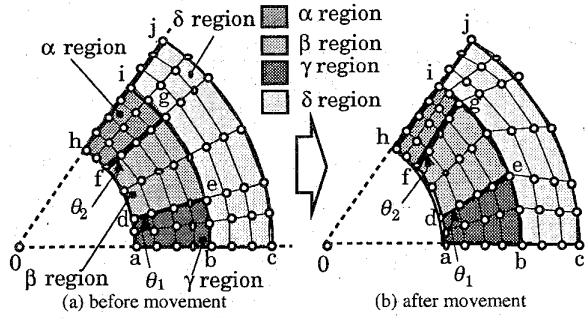 α region
β region
γ region
δ region
j
δ region
α region
i
g
h
f
e
θ2
d
0
a
b
c
β region
θ1
γ region
(a) before movement
j
i
g
h
f
e
θ2
d
0
a
b
c
θ1
(b) after movement